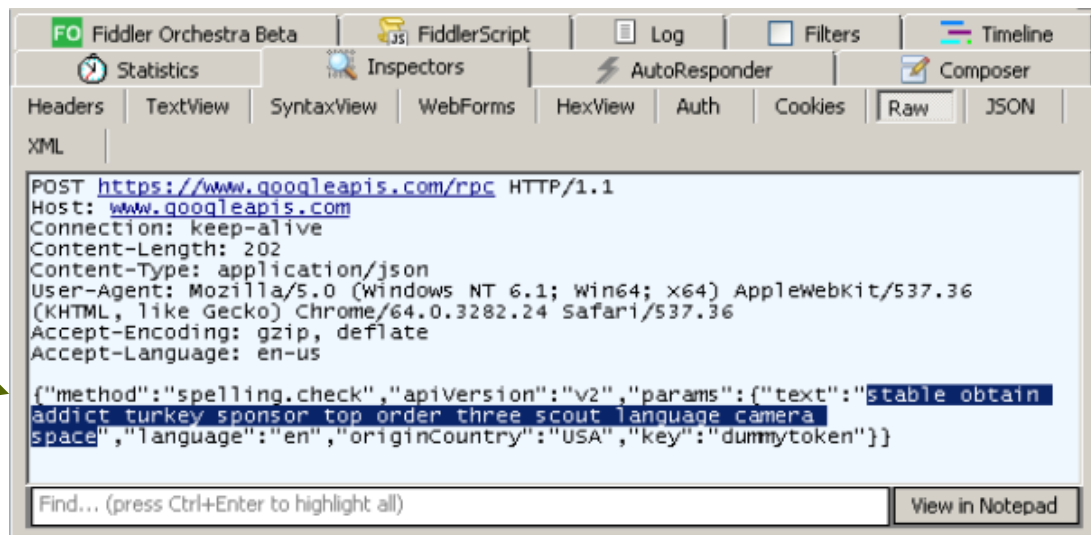 FO Fiddler Orchestra Beta JS FiddlerScript Log Filters Timeline
Statistics Inspectors AutoResponder Composer
Headers TextView SyntaxView WebForms HexView Auth Cookies Raw JSON
XML
POST https://www.googleapis.com/rpc HTTP/1.1
Host: www.googleapis.com
Connection: keep-alive
Content-Length: 202
Content-Type: application/json
User-Agent: Mozilla/5.0 (Windows NT 6.1; Win64; x64) AppleWebKit/537.36
(KHTML, like Gecko) Chrome/64.0.3282.24 Safari/537.36
Accept-Encoding: gzip, deflate
Accept-Language: en-us
{"method":"spelling.check","apiVersion":"v2","params":{"text":"stable obtain
addict turkey sponsor top order three scout language camera
space","language":"en","originCountry":"USA","key":"dummytoken"}}
Find... (press Ctrl+Enter to highlight all) View in Notepad